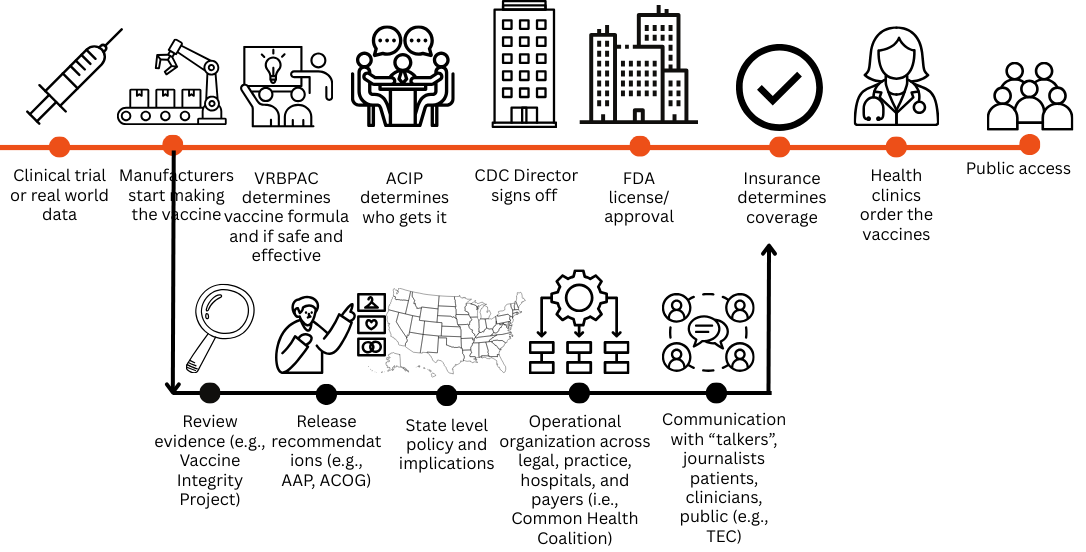 Clinical trial
or real world
data
Manufacturers
start making
the vaccine
VRBPAC
determines
vaccine formula
and if safe and
effective
ACIP
determines
who gets it
CDC Director
signs off
FDA
license/
approval
Insurance
determines
coverage
Health
clinics
order the
vaccines
Public access
Review
evidence (e.g.,
Vaccine
Integrity
Project)
Release
recommendat
ions (e.g.,
AAP, ACOG)
State level
policy and
implications
Operational
organization across
legal, practice,
hospitals, and
payers (i.e.,
Common Health
Coalition)
Communication
with “talkers”,
journalists
patients,
clinicians,
public (e.g.,
TEC)